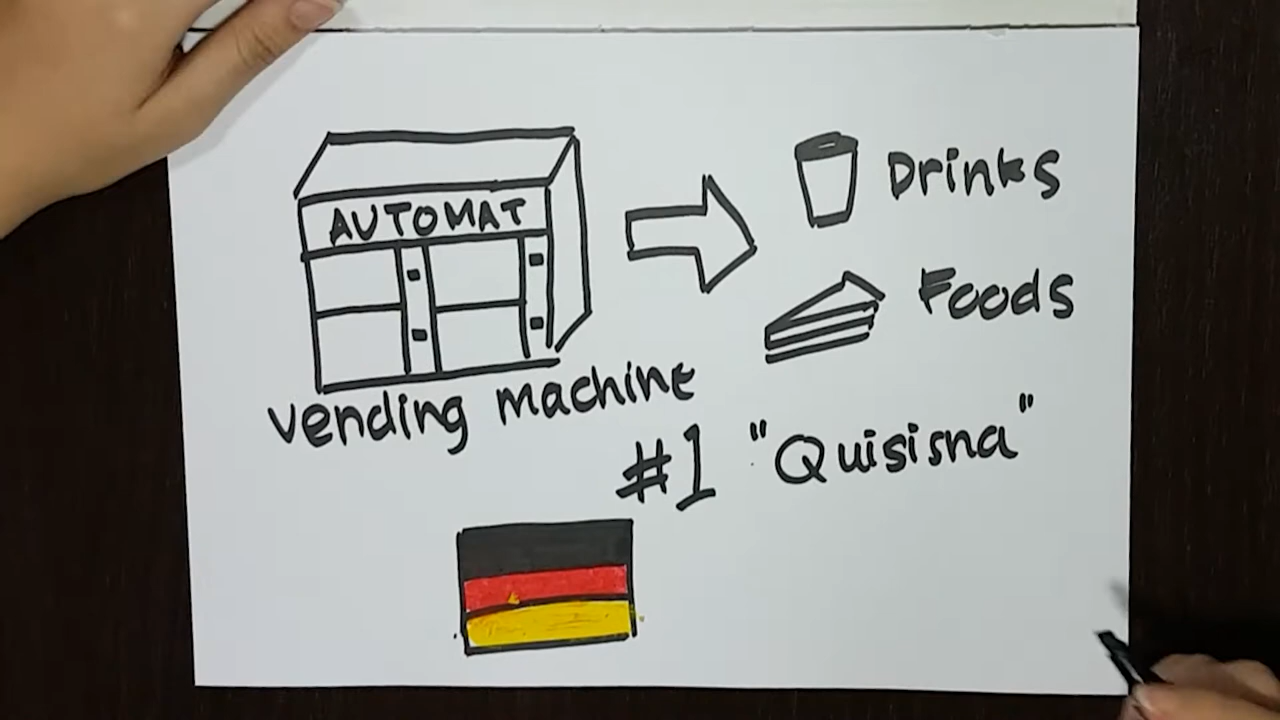 AUTOMAT
Drinks
Foods
vending machine
#1 "Quisisna"